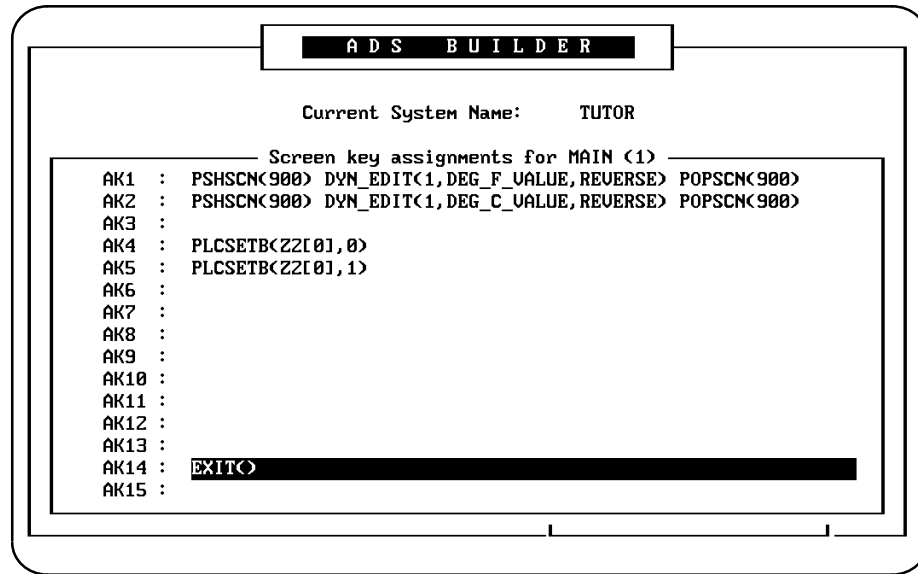 ADS BUILDER
Current System Name: TUTOR
Screen key assignments for MAIN (1)
AK1 : PSHSCN(900) DYN_EDIT(1,DEG_F_VALUE,REVERSE) POPSCN(900)
AK2 : PSHSCN(900) DYN_EDIT(1,DEG_C_VALUE,REVERSE) POPSCN(900)
AK3 :
AK4 : PLCSETB(Z2[0],0)
AK5 : PLCSETB(Z2[0],1)
AK6 :
AK7 :
AK8 :
AK9 :
AK10 :
AK11 :
AK12 :
AK13 :
AK14 : EXIT()
AK15 :